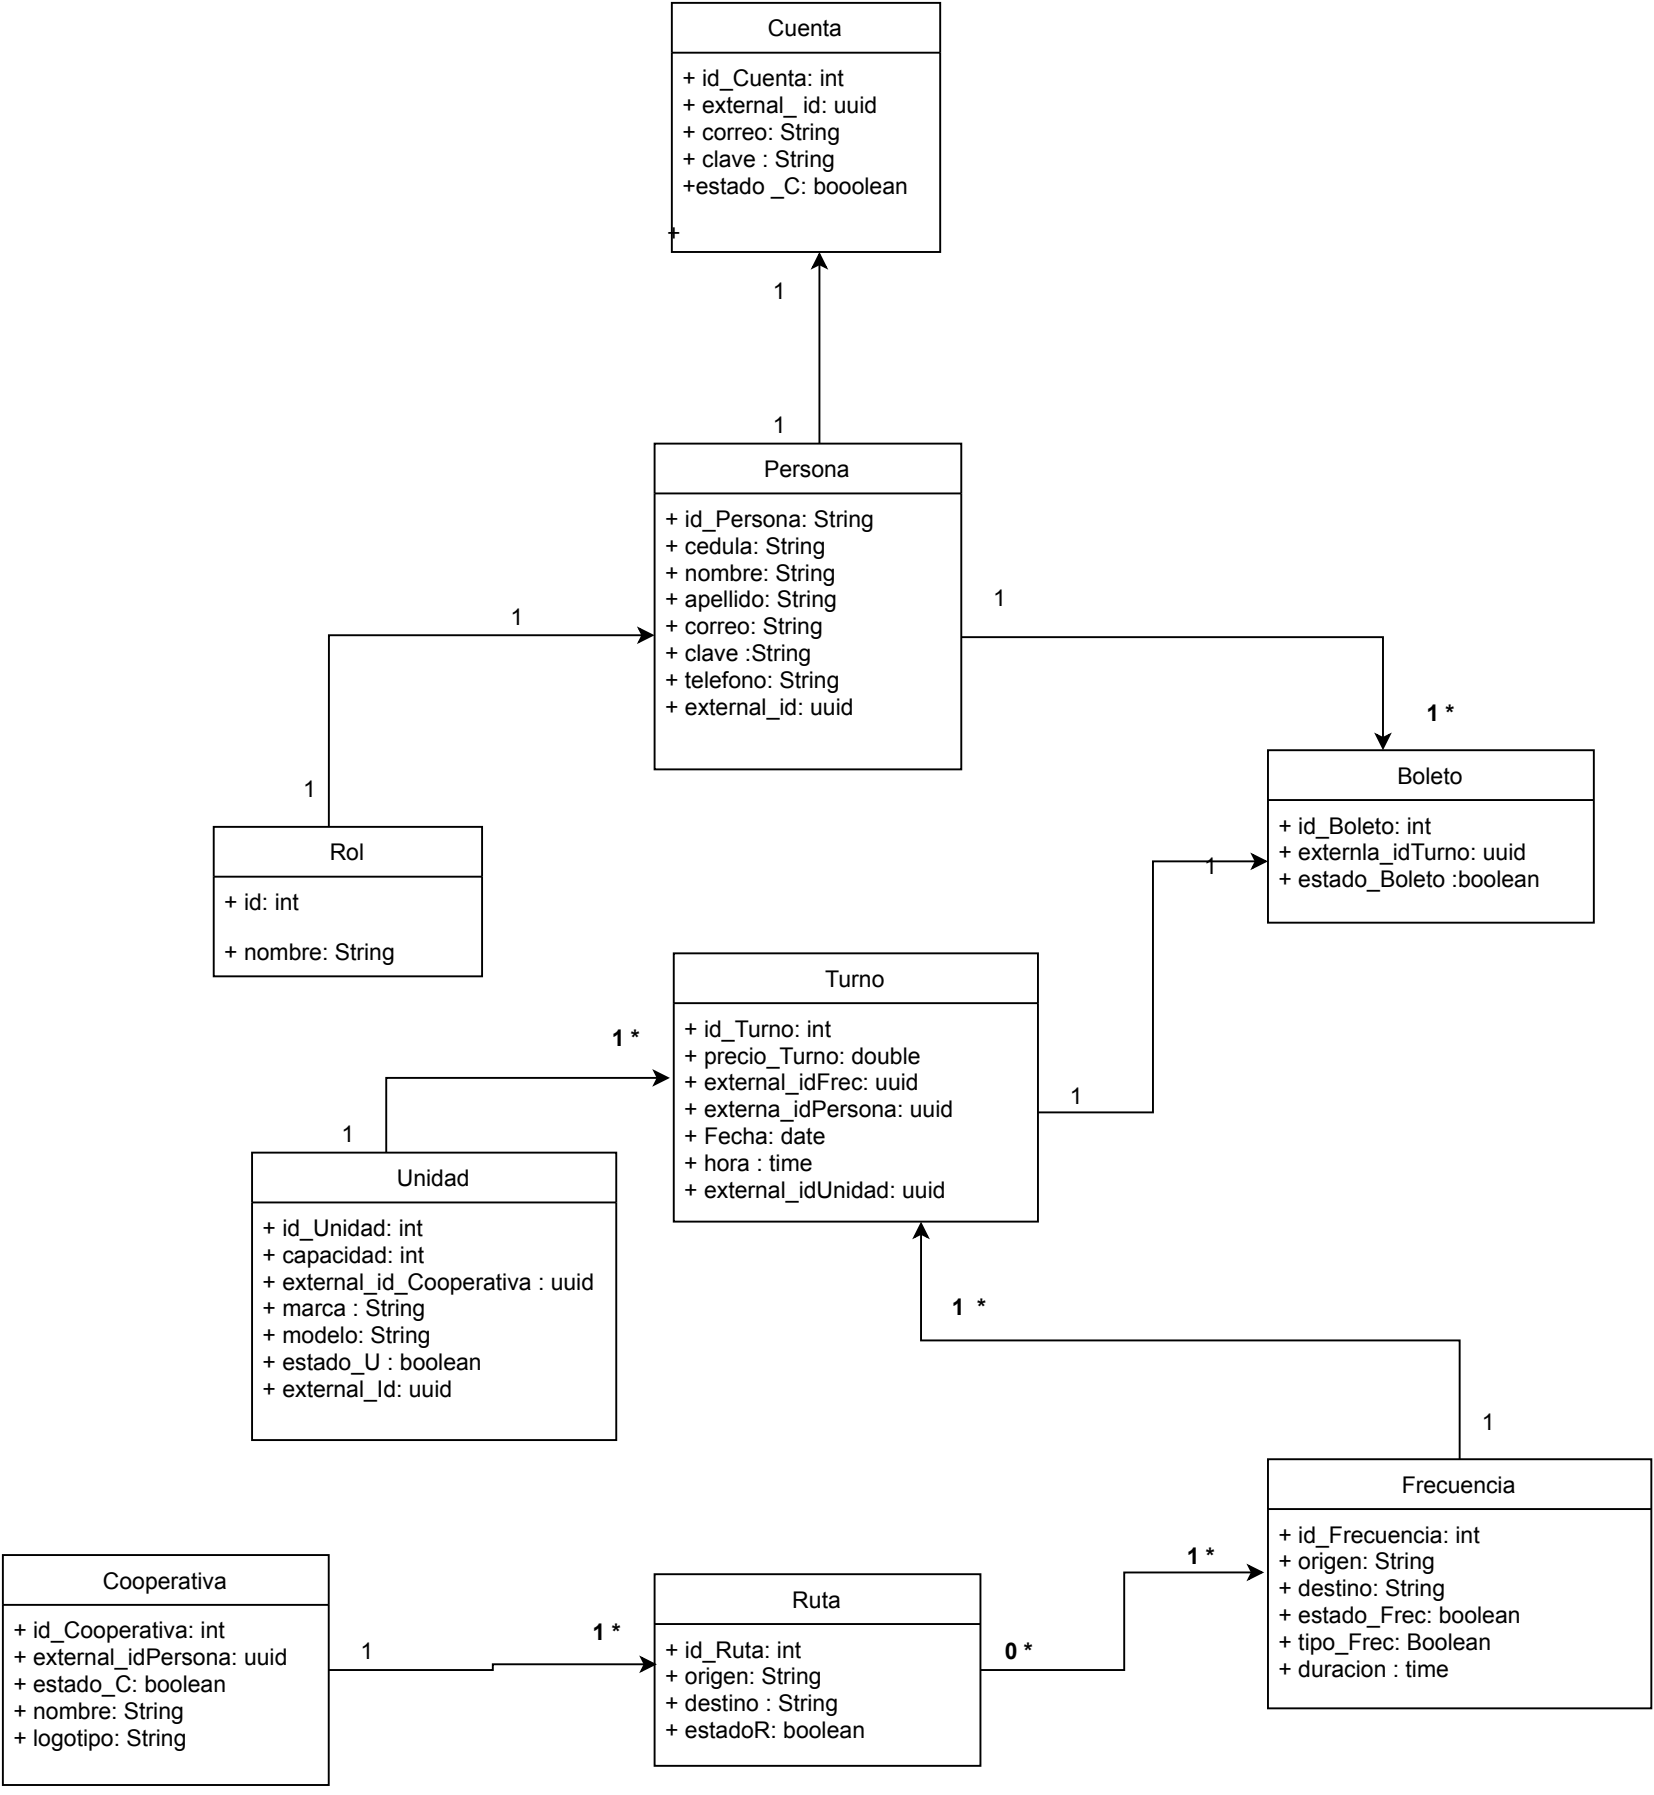 Cuenta
+ id_Cuenta: int
+ external_ id: uuid
+ correo: String
+ clave : String
+estado _C: booolean
+
1
1
Persona
+ id_Persona: String
+ cedula: String
+ nombre: String
+ apellido: String
+ correo: String
+ clave :String
+ telefono: String
+ external_id: uuid
1
1
1
1 *
Rol
+ id: int
+ nombre: String
Boleto
+ id_Boleto: int
+ externla_idTurno: uuid
+ estado_Boleto :boolean
1
Turno
+ id_Turno: int
+ precio_Turno: double
+ external_idFrec: uuid
+ externa_idPersona: uuid
+ Fecha: date
+ hora : time
+ external_idUnidad: uuid
1 *
1
1
Unidad
+ id_Unidad: int
+ capacidad: int
+ external_id_Cooperativa : uuid
+ marca : String
+ modelo: String
+ estado_U : boolean
+ external_Id: uuid
1 *
1
Frecuencia
+ id_Frecuencia: int
+ origen: String
+ destino: String
+ estado_Frec: boolean
+ tipo_Frec: Boolean
+ duracion : time
Cooperativa
+ id_Cooperativa: int
+ external_idPersona: uuid
+ estado_C: boolean
+ nombre: String
+ logotipo: String
1
1 *
Ruta
+ id_Ruta: int
+ origen: String
+ destino : String
+ estadoR: boolean
0 *
1 *